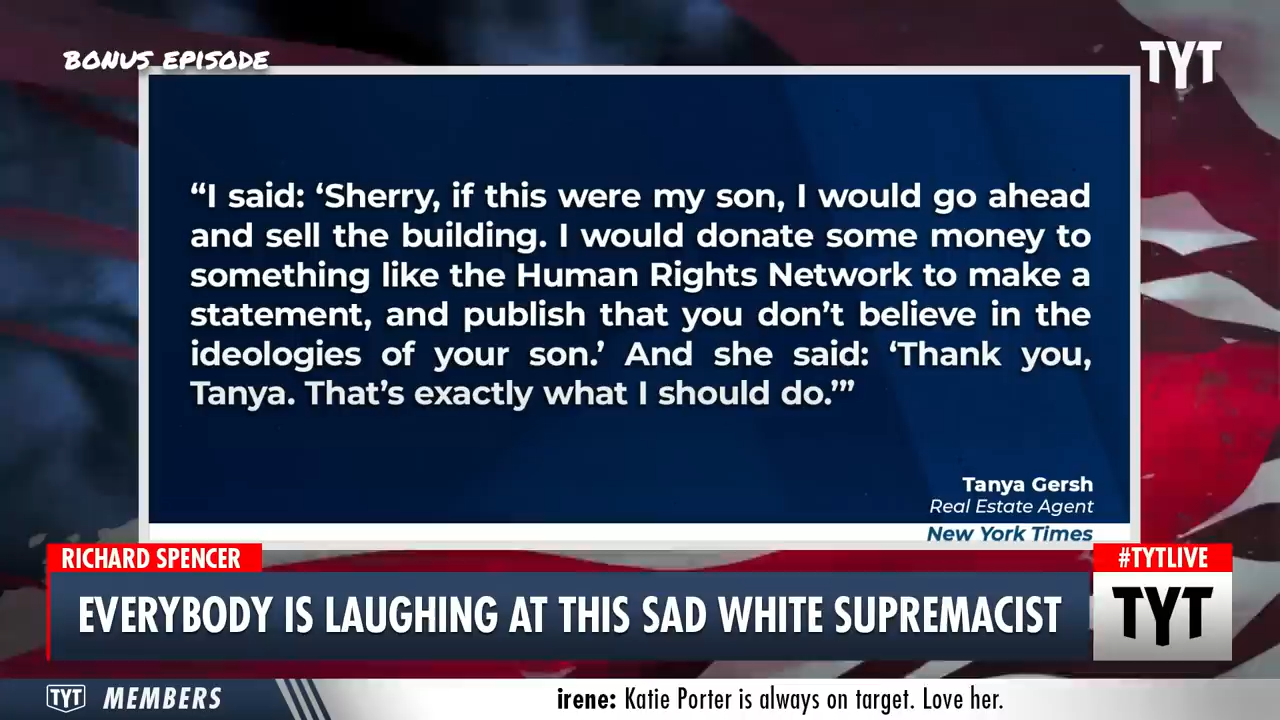 BONUS EPISODE
TYT
“I said: ‘Sherry, if this were my son, I would go ahead
and sell the building. I would donate some money to
something like the Human Rights Network to make a
statement, and publish that you don’t believe in the
ideologies of your son.’ And she said: ‘Thank you,
Tanya. That’s exactly what I should do.’”
Tanya Gersh
Real Estate Agent
New York Times
RICHARD SPENCER
#TYTLIVE
EVERYBODY IS LAUGHING AT THIS SAD WHITE SUPREMACIST
TYT
TYT MEMBERS
irene: Katie Porter is always on target. Love her.